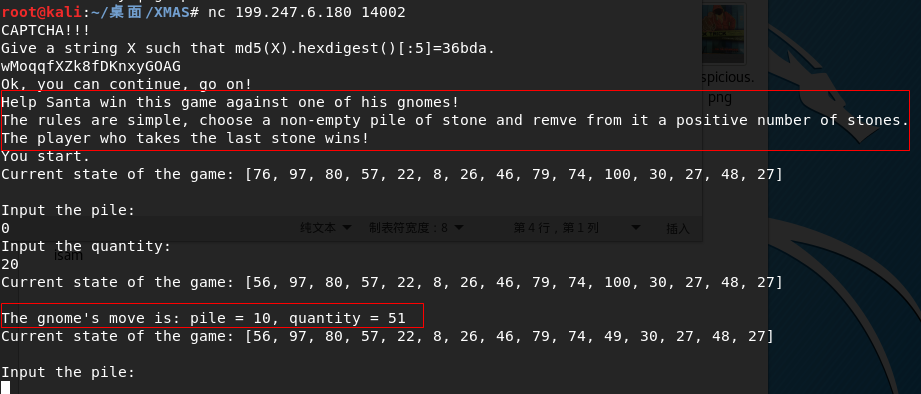 root@kali:~/桌面/XMAS# nc 199.247.6.180 14002
CAPTCHA!!!
Give a string X such that md5(X).hexdigest()[:5]=36bda.
wMoqqfXZk8fDKnxyGOAG
Ok, you can continue, go on!
spicious.
png
Help Santa win this game against one of his gnomes!
The rules are simple, choose a non-empty pile of stone and remve from it a positive number of stones.
The player who takes the last stone wins!
You start.
Current state of the game: [76, 97, 80, 57, 22, 8, 26, 46, 79, 74, 100, 30, 27, 48, 27]
Input the pile:
0
纯文本 制表符宽度：8 第 4 行，第 1 列 插入
Input the quantity:
isam
20
Current state of the game: [56, 97, 80, 57, 22, 8, 26, 46, 79, 74, 100, 30, 27, 48, 27]
The gnome's move is: pile = 10, quantity = 51
Current state of the game: [56, 97, 80, 57, 22, 8, 26, 46, 79, 74, 49, 30, 27, 48, 27]
Input the pile: